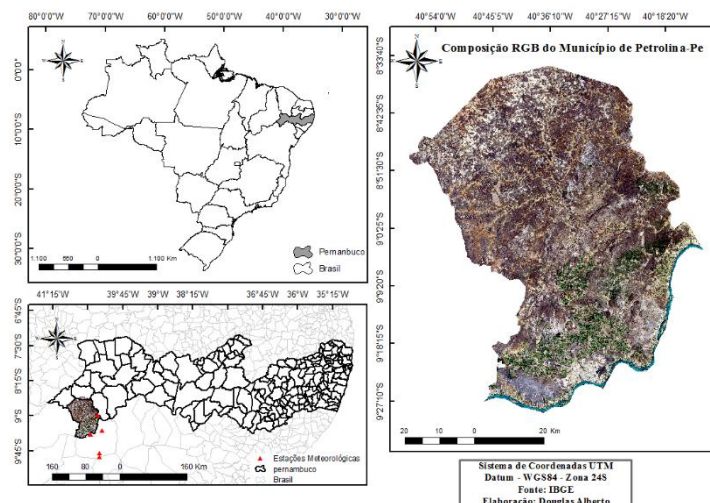 80°0'0"W 70°0'0"W 60°0'0"W 50°0'0"W 40°0'0"W 30°0'0"W
0°0'0"
10°0'0"S
20°0'0"S
30°0'0"S
Pernambuco
Brasil
1.100 550 0 1.100 Km
41°15'W 39°45'W 39°W 38°15'W 36°45'W 36°W 35°15'W
6°45'S
7°30'S
8°15'S
9°S
9°45'S
Estações Meteorológicas
pernambuco
Brasil
160 80 0 160 Km
40°54'0"W 40°45'5"W 40°36'10"W 40°27'15"W 40°18'20"W
Composição RGB do Município de Petrolina-Pe
8°33'40"S
8°42'35"S
8°51'30"S
9°0'25"S
9°9'20"S
9°18'15"S
9°27'10"S
20 10 0 20 Km
Sistema de Coordenadas UTM
Datum - WGS84 - Zona 24S
Fonte: IBGE
Elaboração: Douglas Alberto